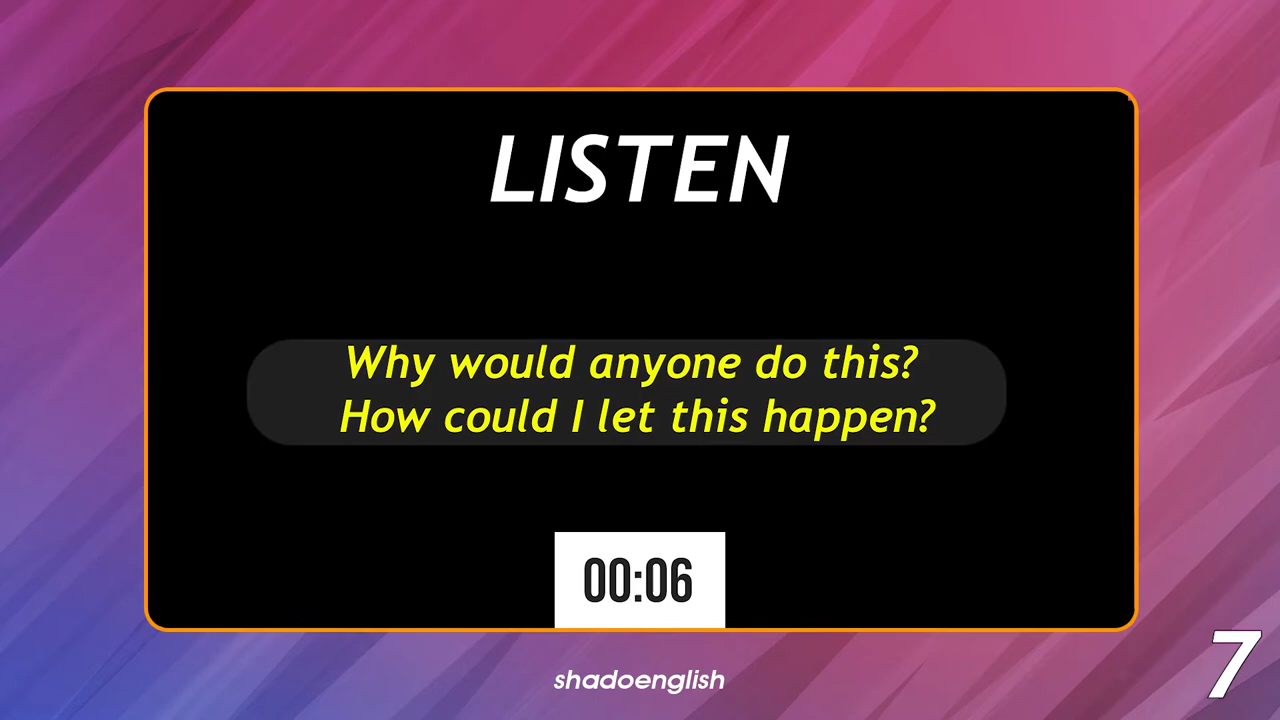 LISTEN
Why would anyone do this?
How could I let this happen?
00:06
shadoenglish
7